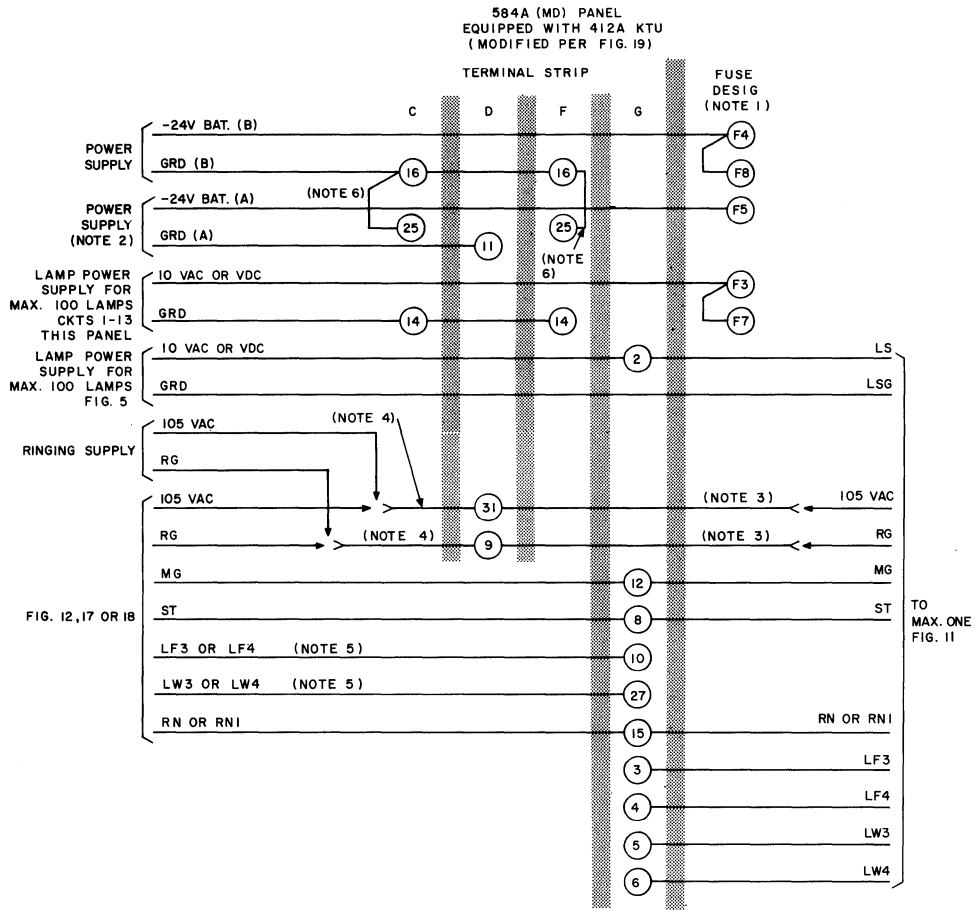 584A (MD) PANEL
EQUIPPED WITH 412A KTU
(MODIFIED PER FIG. 19)
TERMINAL STRIP
FUSE
DESIG
(NOTE 1)
C D F G
POWER
SUPPLY
-24V BAT. (B)
F4
F8
GRD (B)
16 16
(NOTE 6)
25 25
(NOTE
6)
POWER
SUPPLY
(NOTE 2)
-24V BAT. (A)
F5
GRD (A)
11
LAMP POWER
SUPPLY FOR
MAX. 100 LAMPS
CKTS 1-13
THIS PANEL
10 VAC OR VDC
F3
F7
GRD
14 14
LAMP POWER
SUPPLY FOR
MAX. 100 LAMPS
FIG. 5
10 VAC OR VDC 2 LS
GRD LSG
RINGING SUPPLY
105 VAC
(NOTE 4)
RG
FIG. 12, 17 OR 18
105 VAC 31 (NOTE 3) 105 VAC
RG (NOTE 4) 9 (NOTE 3) RG
MG 12 MG
ST 8 ST
LF3 OR LF4 (NOTE 5) 10
LW3 OR LW4 (NOTE 5) 27
RN OR RN1 15 RN OR RN1
3 LF3
4 LF4
5 LW3
6 LW4
TO
MAX. ONE
FIG. 11